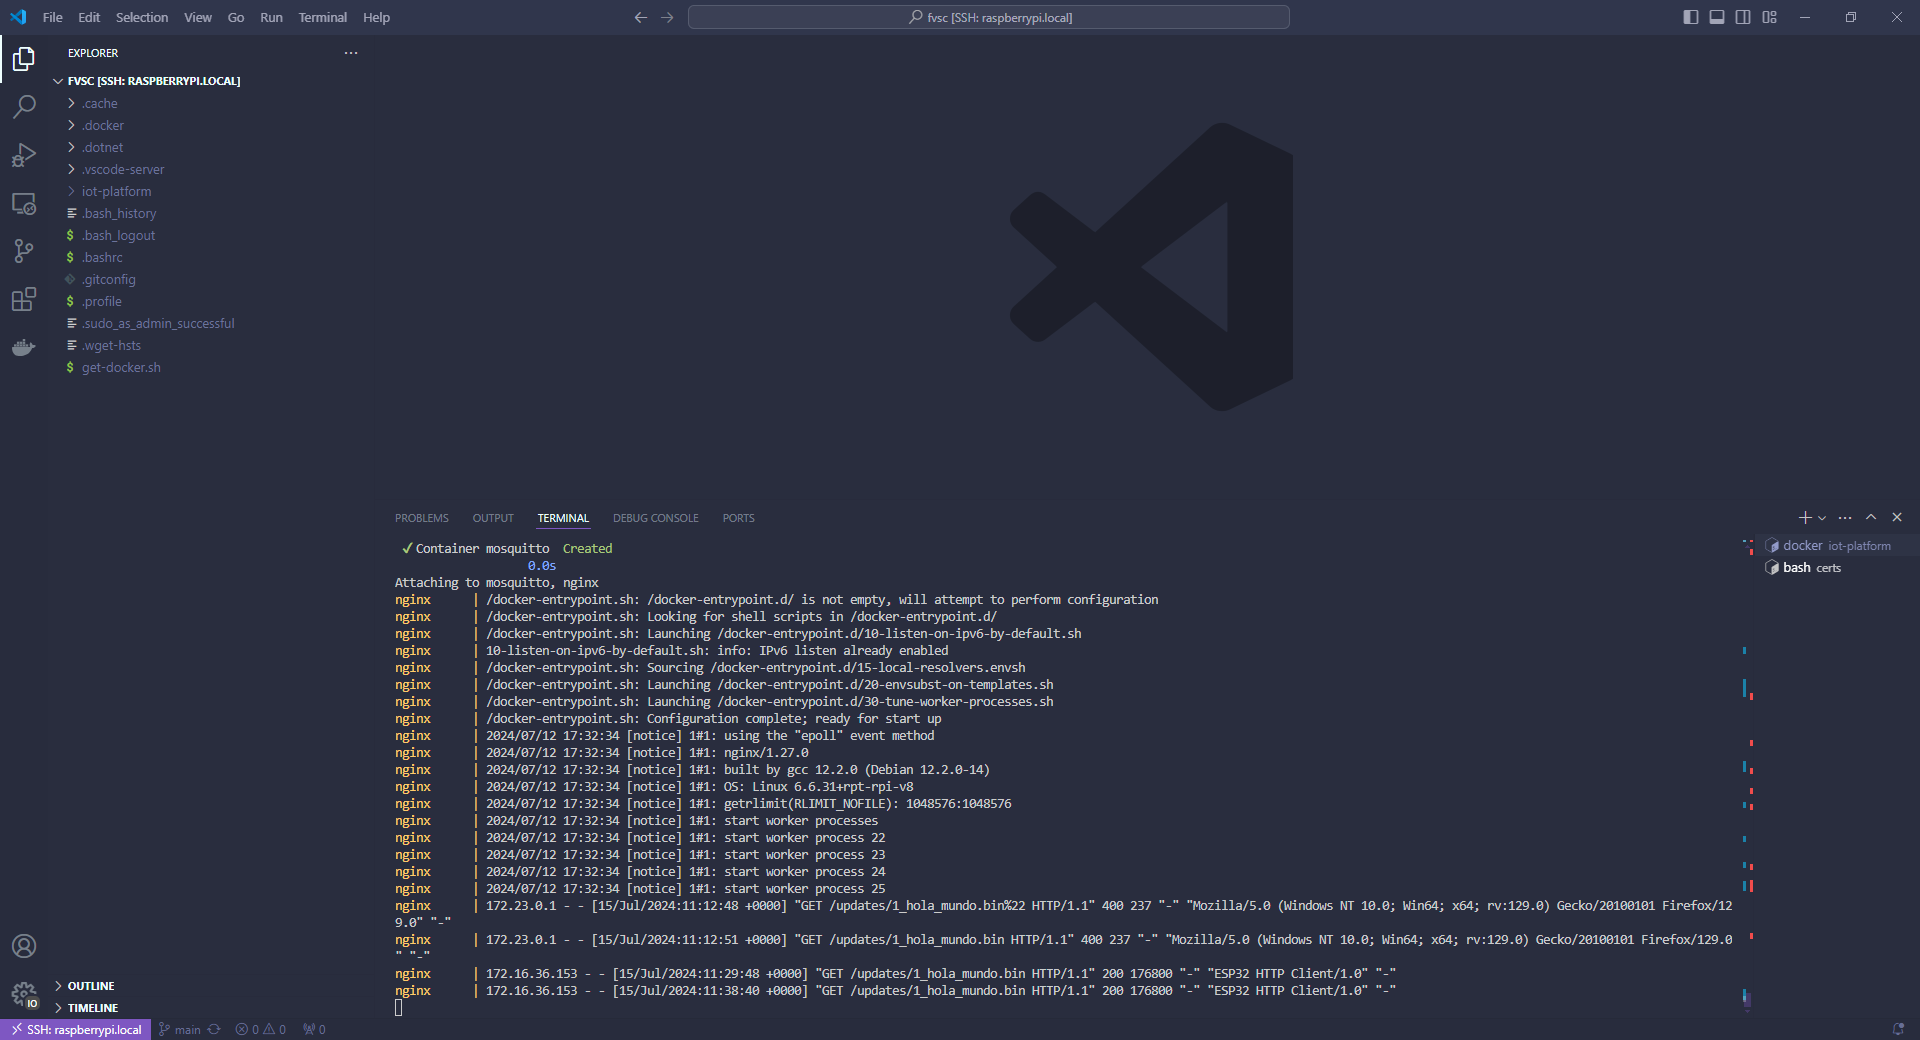 File Edit Selection View Go Run Terminal Help
fvsc [SSH: raspberrypi.local]
EXPLORER
FVSC [SSH: RASPBERRYPI.LOCAL]
.cache
.docker
.dotnet
.vscode-server
iot-platform
.bash_history
$ .bash_logout
$ .bashrc
.gitconfig
$ .profile
.sudo_as_admin_successful
.wget-hsts
$ get-docker.sh
PROBLEMS OUTPUT TERMINAL DEBUG CONSOLE PORTS
docker iot-platform
bash certs
✓ Container mosquitto Created
0.0s
Attaching to mosquitto, nginx
nginx | /docker-entrypoint.sh: /docker-entrypoint.d/ is not empty, will attempt to perform configuration
nginx | /docker-entrypoint.sh: Looking for shell scripts in /docker-entrypoint.d/
nginx | /docker-entrypoint.sh: Launching /docker-entrypoint.d/10-listen-on-ipv6-by-default.sh
nginx | 10-listen-on-ipv6-by-default.sh: info: IPv6 listen already enabled
nginx | /docker-entrypoint.sh: Sourcing /docker-entrypoint.d/15-local-resolvers.envsh
nginx | /docker-entrypoint.sh: Launching /docker-entrypoint.d/20-envsubst-on-templates.sh
nginx | /docker-entrypoint.sh: Launching /docker-entrypoint.d/30-tune-worker-processes.sh
nginx | /docker-entrypoint.sh: Configuration complete; ready for start up
nginx | 2024/07/12 17:32:34 [notice] 1#1: using the "epoll" event method
nginx | 2024/07/12 17:32:34 [notice] 1#1: nginx/1.27.0
nginx | 2024/07/12 17:32:34 [notice] 1#1: built by gcc 12.2.0 (Debian 12.2.0-14)
nginx | 2024/07/12 17:32:34 [notice] 1#1: OS: Linux 6.6.31+rpt-rpi-v8
nginx | 2024/07/12 17:32:34 [notice] 1#1: getrlimit(RLIMIT_NOFILE): 1048576:1048576
nginx | 2024/07/12 17:32:34 [notice] 1#1: start worker processes
nginx | 2024/07/12 17:32:34 [notice] 1#1: start worker process 22
nginx | 2024/07/12 17:32:34 [notice] 1#1: start worker process 23
nginx | 2024/07/12 17:32:34 [notice] 1#1: start worker process 24
nginx | 2024/07/12 17:32:34 [notice] 1#1: start worker process 25
nginx | 172.23.0.1 - - [15/Jul/2024:11:12:48 +0000] "GET /updates/1_hola_mundo.bin%22 HTTP/1.1" 400 237 "-" "Mozilla/5.0 (Windows NT 10.0; Win64; x64; rv:129.0) Gecko/20100101 Firefox/12
9.0" "-"
nginx | 172.23.0.1 - - [15/Jul/2024:11:12:51 +0000] "GET /updates/1_hola_mundo.bin HTTP/1.1" 400 237 "-" "Mozilla/5.0 (Windows NT 10.0; Win64; x64; rv:129.0) Gecko/20100101 Firefox/129.0
" "-"
nginx | 172.16.36.153 - - [15/Jul/2024:11:29:48 +0000] "GET /updates/1_hola_mundo.bin HTTP/1.1" 200 176800 "-" "ESP32 HTTP Client/1.0" "-"
nginx | 172.16.36.153 - - [15/Jul/2024:11:38:40 +0000] "GET /updates/1_hola_mundo.bin HTTP/1.1" 200 176800 "-" "ESP32 HTTP Client/1.0" "-"
OUTLINE
IO
TIMELINE
SSH: raspberrypi.local main 0 0 0